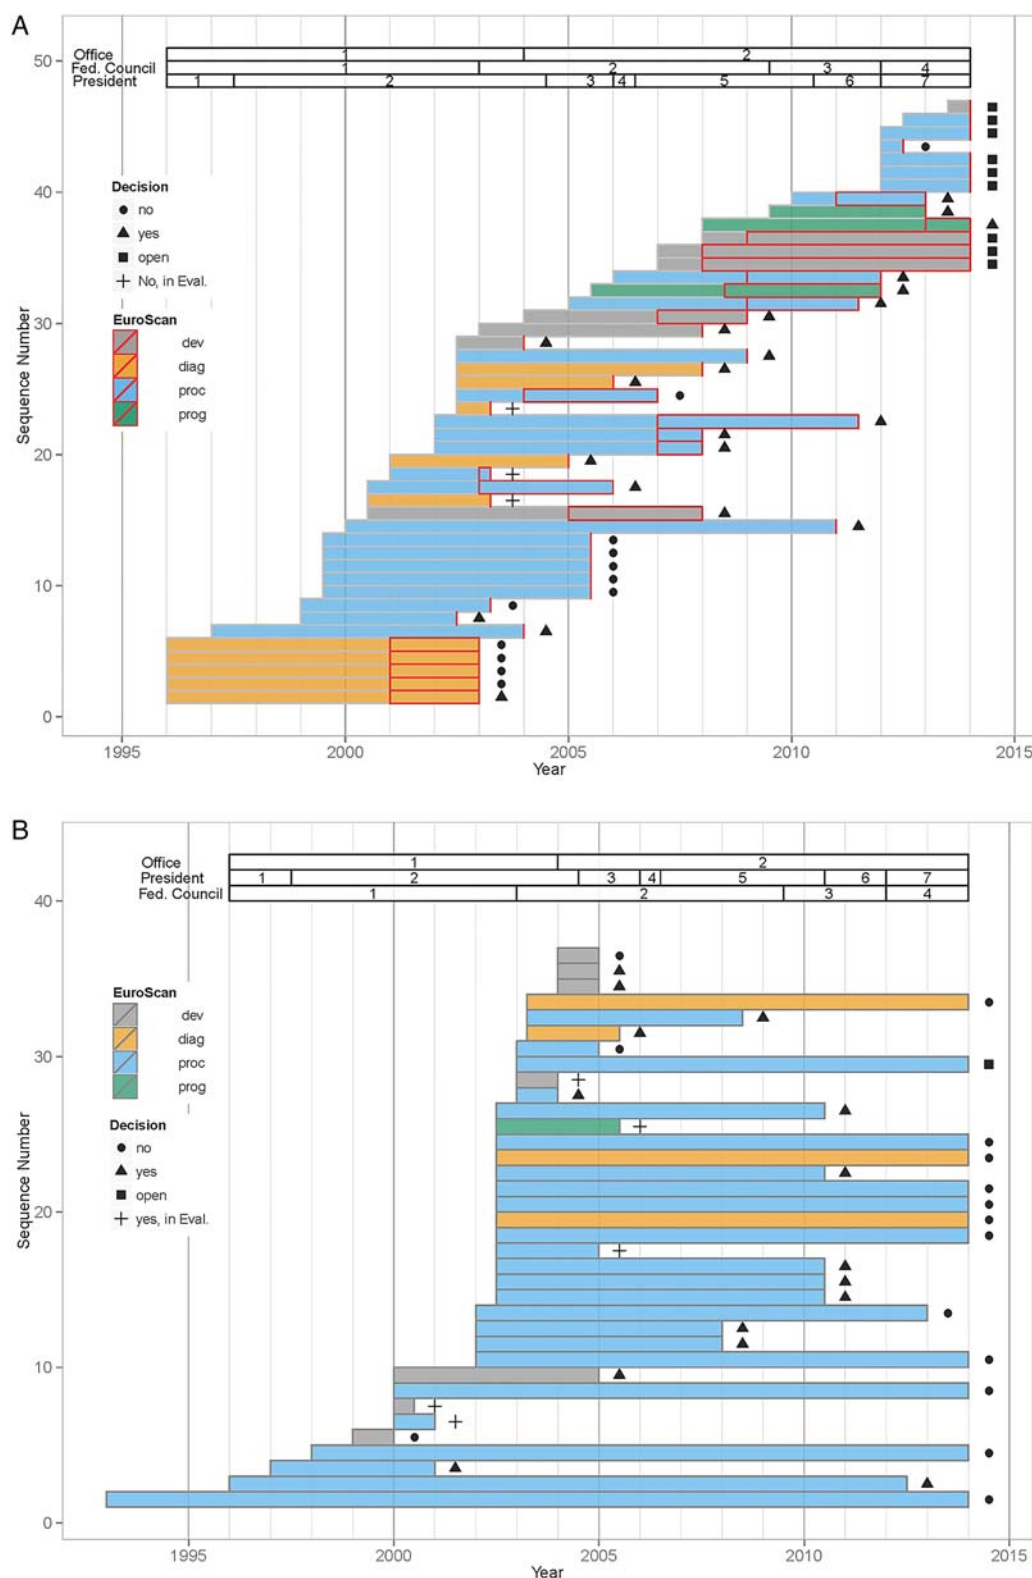 A
50
Office 1 2
Fed. Council 1 2 3 4
President 1 2 3 4 5 6 7
40
Decision
no
yes
open
No, in Eval.
30
EuroScan
dev
diag
proc
prog
Sequence Number
20
10
0
1995 2000 2005 2010 2015
Year
B
Office 1 2
President 1 2 3 4 5 6 7
Fed. Council 1 2 3 4
40
EuroScan
dev
diag
proc
prog
30
Decision
no
yes
open
yes, in Eval.
Sequence Number
20
10
0
1995 2000 2005 2010 2015
Year